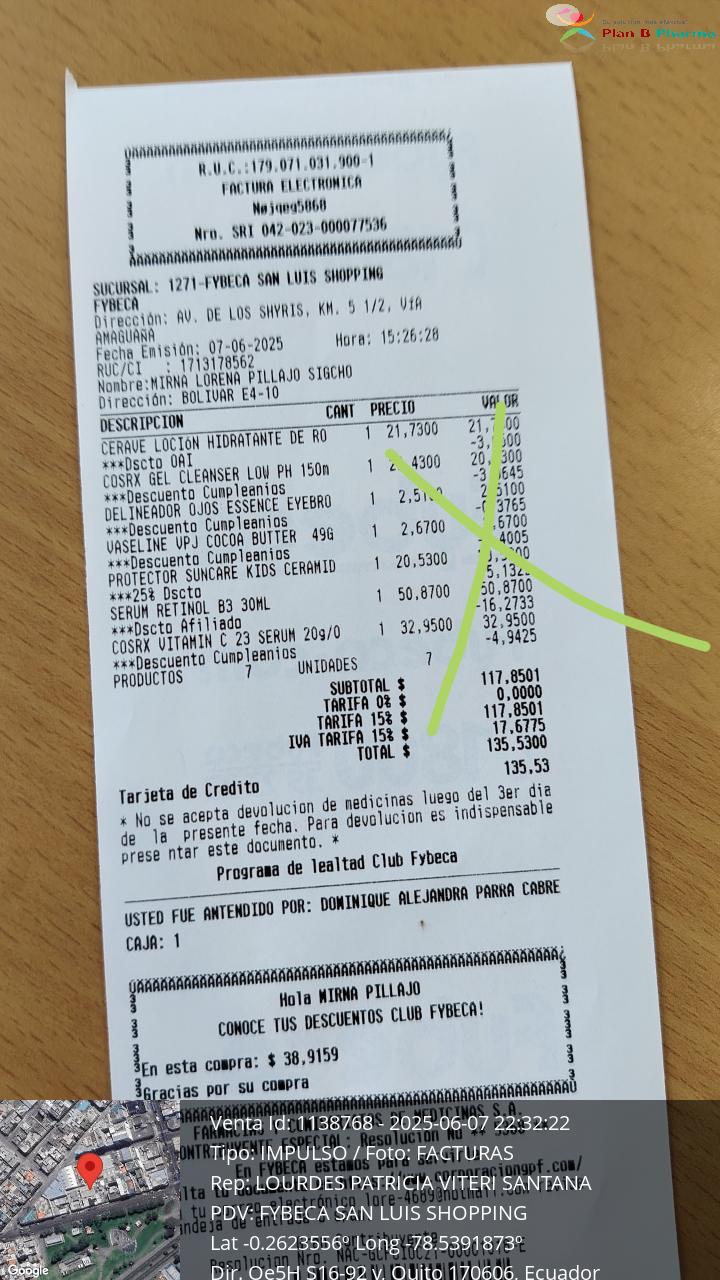 Su solución más efectiva!
Plan B Pharma
R.U.C.:179.071.031.900-1
FACTURA ELECTRONICA
Nøjqeg5868
Nro. SRI 042-023-000077536
SUCURSAL: 1271-FYBECA SAN LUIS SHOPPING
FYBECA
Dirección: AV. DE LOS SHYRIS, KM. 5 1/2, VíA
AMAGUAÑA
Fecha Emisión: 07-06-2025 Hora: 15:26:28
RUC/CI : 1713178562
Nombre:MIRNA LORENA PILLAJO SIGCHO
Dirección: BOLIVAR E4-10
DESCRIPCION CANT PRECIO VALOR
CERAVE LOCIÓN HIDRATANTE DE RO 1 21,7300
***Dscto OAI
COSRX GEL CLEANSER LOW PH 150m 1
***Descuento Cumpleanios
DELINEADOR OJOS ESSENCE EYEBRO 1
***Descuento Cumpleanios
VASELINE VPJ COCOA BUTTER 49G 1 2,6700
***Descuento Cumpleanios
PROTECTOR SUNCARE KIDS CERAMID 1 20,5300
***25% Dscto
SERUM RETINOL B3 30ML 1 50,8700 50,8700
***Dscto Afiliado -16,2733
COSRX VITAMIN C 23 SERUM 20g/0 1 32,9500 32,9500
***Descuento Cumpleanios -4,9425
PRODUCTOS 7 UNIDADES 7
SUBTOTAL $ 117,8501
TARIFA 0% $ 0,0000
TARIFA 15% $ 117,8501
IVA TARIFA 15% $ 17,6775
TOTAL $ 135,5300
Tarjeta de Credito 135,53
* No se acepta devolucion de medicinas luego del 3er dia
de la presente fecha. Para devolucion es indispensable
prese ntar este documento. *
Programa de lealtad Club Fybeca
USTED FUE ANTENDIDO POR: DOMINIQUE ALEJANDRA PARRA CABRE
CAJA: 1
Hola MIRNA PILLAJO
CONOCE TUS DESCUENTOS CLUB FYBECA!
En esta compra: $ 38,9159
Gracias por su compra
Venta Id: 1138768 - 2025-06-07 22:32:22
Tipo: IMPULSO / Foto: FACTURAS
Rep: LOURDES PATRICIA VITERI SANTANA
PDV: FYBECA SAN LUIS SHOPPING
Lat -0.2623556º Long -78.5391873º
Dir. Oe5H S16-92 y, Quito 170606, Ecuador
Google